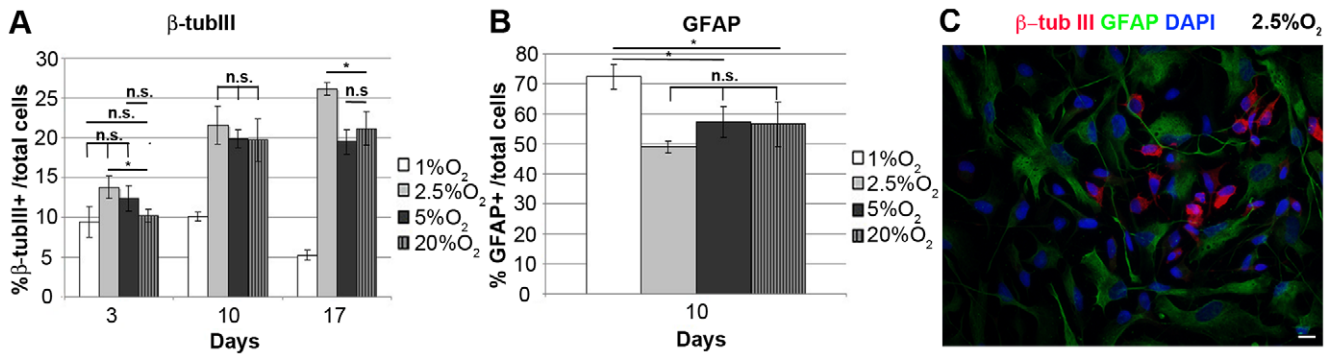 A
β-tubIII
%β-tubIII+ /total cells
30
25
20
15
10
5
0
n.s.
n.s.
n.s.
*
n.s.
*
n.s
3 10 17
Days
1%O2
2.5%O2
5%O2
20%O2
B
GFAP
% GFAP+ /total cells
80
70
60
50
40
30
20
10
0
*
*
n.s.
10
Days
1%O2
2.5%O2
5%O2
20%O2
C
β-tub III GFAP DAPI 2.5%O2